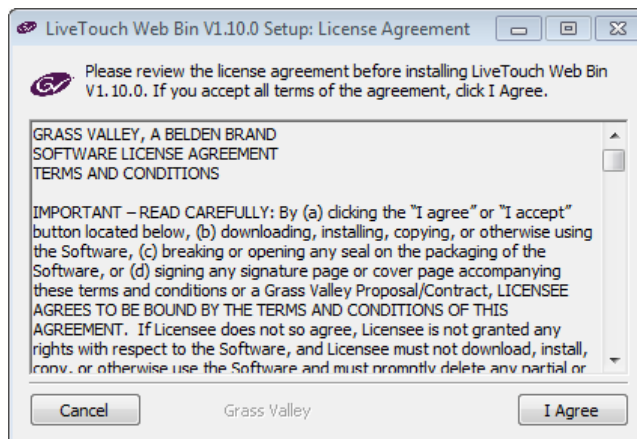 LiveTouch Web Bin V1.10.0 Setup: License Agreement
Please review the license agreement before installing LiveTouch Web Bin
V1.10.0. If you accept all terms of the agreement, click I Agree.
GRASS VALLEY, A BELDEN BRAND
SOFTWARE LICENSE AGREEMENT
TERMS AND CONDITIONS
IMPORTANT – READ CAREFULLY: By (a) clicking the “I agree” or “I accept”
button located below, (b) downloading, installing, copying, or otherwise using
the Software, (c) breaking or opening any seal on the packaging of the
Software, or (d) signing any signature page or cover page accompanying
these terms and conditions or a Grass Valley Proposal/Contract, LICENSEE
AGREES TO BE BOUND BY THE TERMS AND CONDITIONS OF THIS
AGREEMENT.  If Licensee does not so agree, Licensee is not granted any
rights with respect to the Software, and Licensee must not download, install,
copy, or otherwise use the Software and must promptly delete any partial or
Cancel
Grass Valley
I Agree